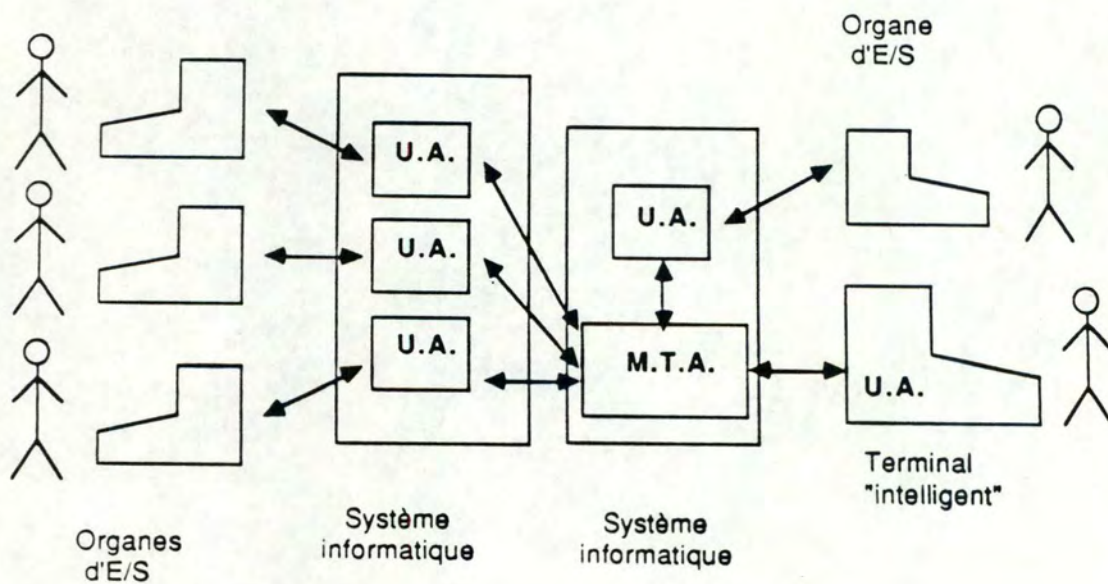 Organe
d'E/S
U.A.
U.A.
U.A.
U.A.
M.T.A.
U.A.
Terminal
"intelligent"
Système
informatique
Système
informatique
Organes
d'E/S